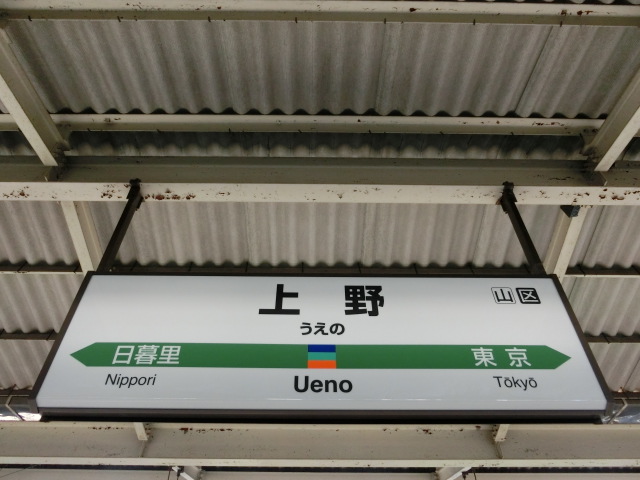 上野
山区
うえの
日暮里 東京
Nippori Ueno Tōkyō